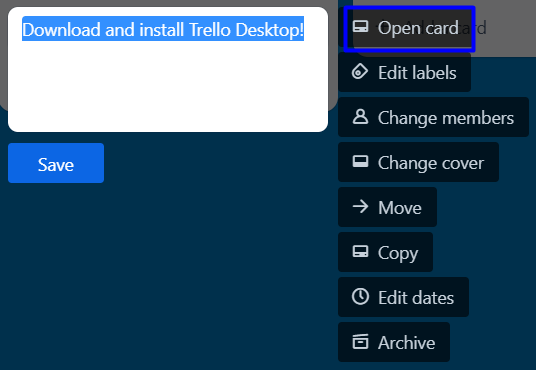 Download and install Trello Desktop!
Save
Open card
Edit labels
Change members
Change cover
Move
Copy
Edit dates
Archive